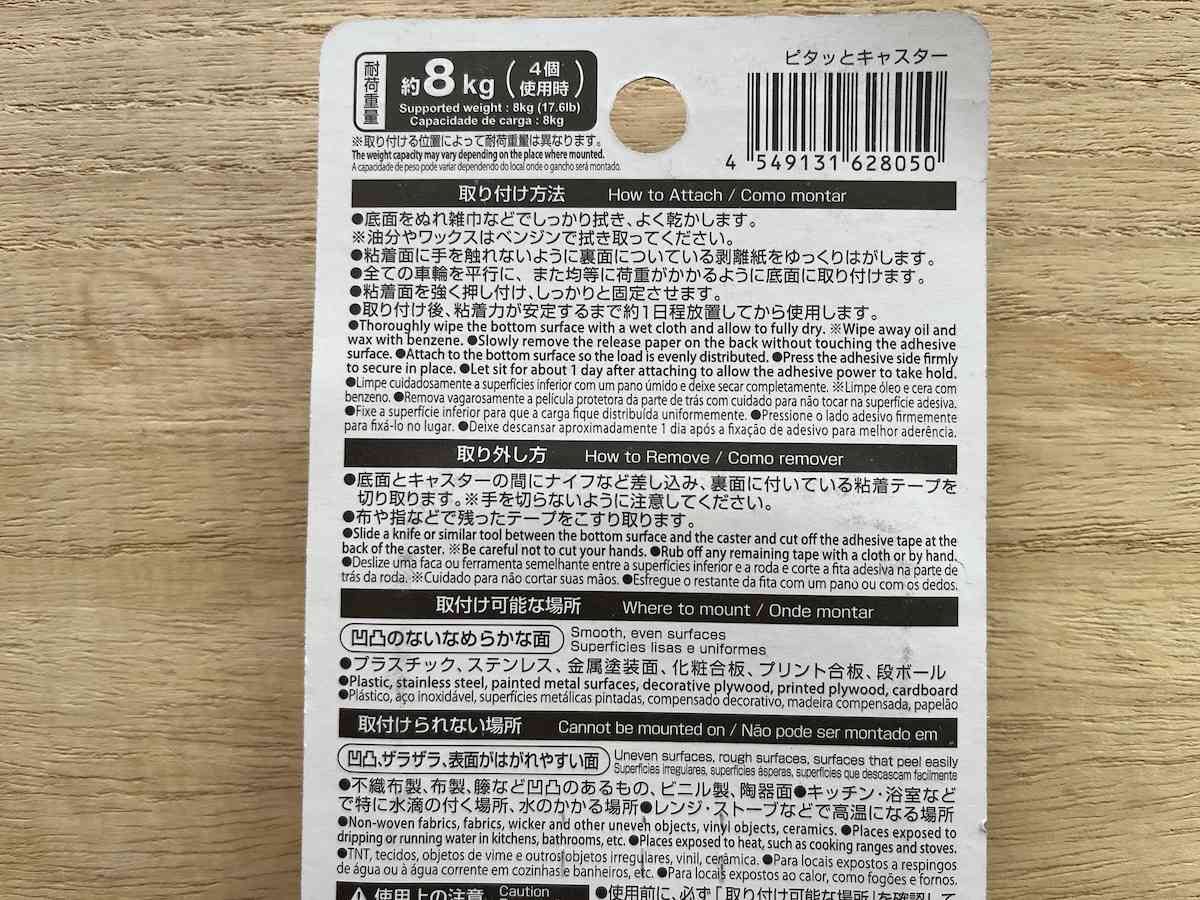 耐荷重量
約8kg(4個使用時)
Supported weight : 8kg (17.6lb)
Capacidade de carga : 8kg
※取り付ける位置によって耐荷重量は異なります。
The weight capacity may vary depending on the place where mounted.
A capacidade de peso pode variar dependendo do local onde o gancho será montado.
ピタッとキャスター
4 549131 628050
取り付け方法 How to Attach / Como montar
●底面をぬれ雑巾などでしっかり拭き、よく乾かします。
※油分やワックスはベンジンで拭き取ってください。
●粘着面に手を触れないように裏面についている剥離紙をゆっくりはがします。
●全ての車輪を平行に、また均等に荷重がかかるように底面に取り付けます。
●粘着面を強く押し付け、しっかりと固定させます。
●取り付け後、粘着力が安定するまで約1日程放置してから使用します。
●Thoroughly wipe the bottom surface with a wet cloth and allow to fully dry. ※Wipe away oil and
wax with benzene. ●Slowly remove the release paper on the back without touching the adhesive
surface. ●Attach to the bottom surface so the load is evenly distributed. ●Press the adhesive side firmly
to secure in place. ●Let sit for about 1 day after attaching to allow the adhesive power to take hold.
●Limpe cuidadosamente a superfícies inferior com um pano úmido e deixe secar completamente. ※Limpe óleo e cera com
benzeno. ●Remova vagarosamente a película protetora da parte de trás com cuidado para não tocar na superfície adesiva.
●Fixe a superfície inferior para que a carga fique distribuída uniformemente. ●Pressione o lado adesivo firmemente
para fixá-lo no lugar. ●Deixe descansar aproximadamente 1 dia após a fixação de adesivo para melhor aderência.
取り外し方 How to Remove / Como remover
●底面とキャスターの間にナイフなど差し込み、裏面に付いている粘着テープを
切り取ります。※手を切らないように注意してください。
●布や指などで残ったテープをこすり取ります。
●Slide a knife or similar tool between the bottom surface and the caster and cut off the adhesive tape at the
back of the caster. ※Be careful not to cut your hands. ●Rub off any remaining tape with a cloth or by hand.
●Deslize uma faca ou ferramenta semelhante entre a superfícies inferior e a roda e corte a fita adesiva na parte de
trás da roda. ※Cuidado para não cortar suas mãos. ●Esfregue o restante da fita com um pano ou com os dedos.
取付け可能な場所 Where to mount / Onde montar
凹凸のないなめらかな面 Smooth, even surfaces
Superfícies lisas e uniformes
●プラスチック、ステンレス、金属塗装面、化粧合板、プリント合板、段ボール
●Plastic, stainless steel, painted metal surfaces, decorative plywood, printed plywood, cardboard
●Plástico, aço inoxidável, superfícies metálicas pintadas, compensado decorativo, madeira compensada, papelão
取付けられない場所 Cannot be mounted on / Não pode ser montado em
凹凸、ザラザラ、表面がはがれやすい面 Uneven surfaces, rough surfaces, surfaces that peel easily
Superfícies irregulares, superfícies ásperas, superfícies que descascam facilmente
●不織布製、布製、籐など凹凸のあるもの、ビニル製、陶器面●キッチン・浴室など
で特に水滴の付く場所、水のかかる場所●レンジ・ストーブなどで高温になる場所
●Non-woven fabrics, fabrics, wicker and other uneven objects, vinyl objects, ceramics. ●Places exposed to
dripping or running water in kitchens, bathrooms, etc. ●Places exposed to heat, such as cooking ranges and stoves.
●TNT, tecidos, objetos de vime e outros objetos irregulares, vinil, cerâmica. ●Para locais expostos a respingos
de água ou à água corrente em cozinhas e banheiros, etc. ●Para locais expostos ao calor, como fogões e fornos.
使用上の注意 Caution
●使用前に、必ず「取り付け可能な場所」を確認して